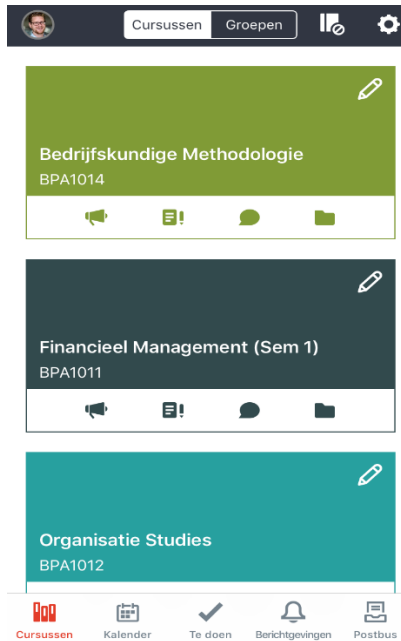 Cursussen Groepen
Bedrijfskundige Methodologie
BPA1014
Financieel Management (Sem 1)
BPA1011
Organisatie Studies
BPA1012
Cursussen Kalender Te doen Berichtgevingen Postbus